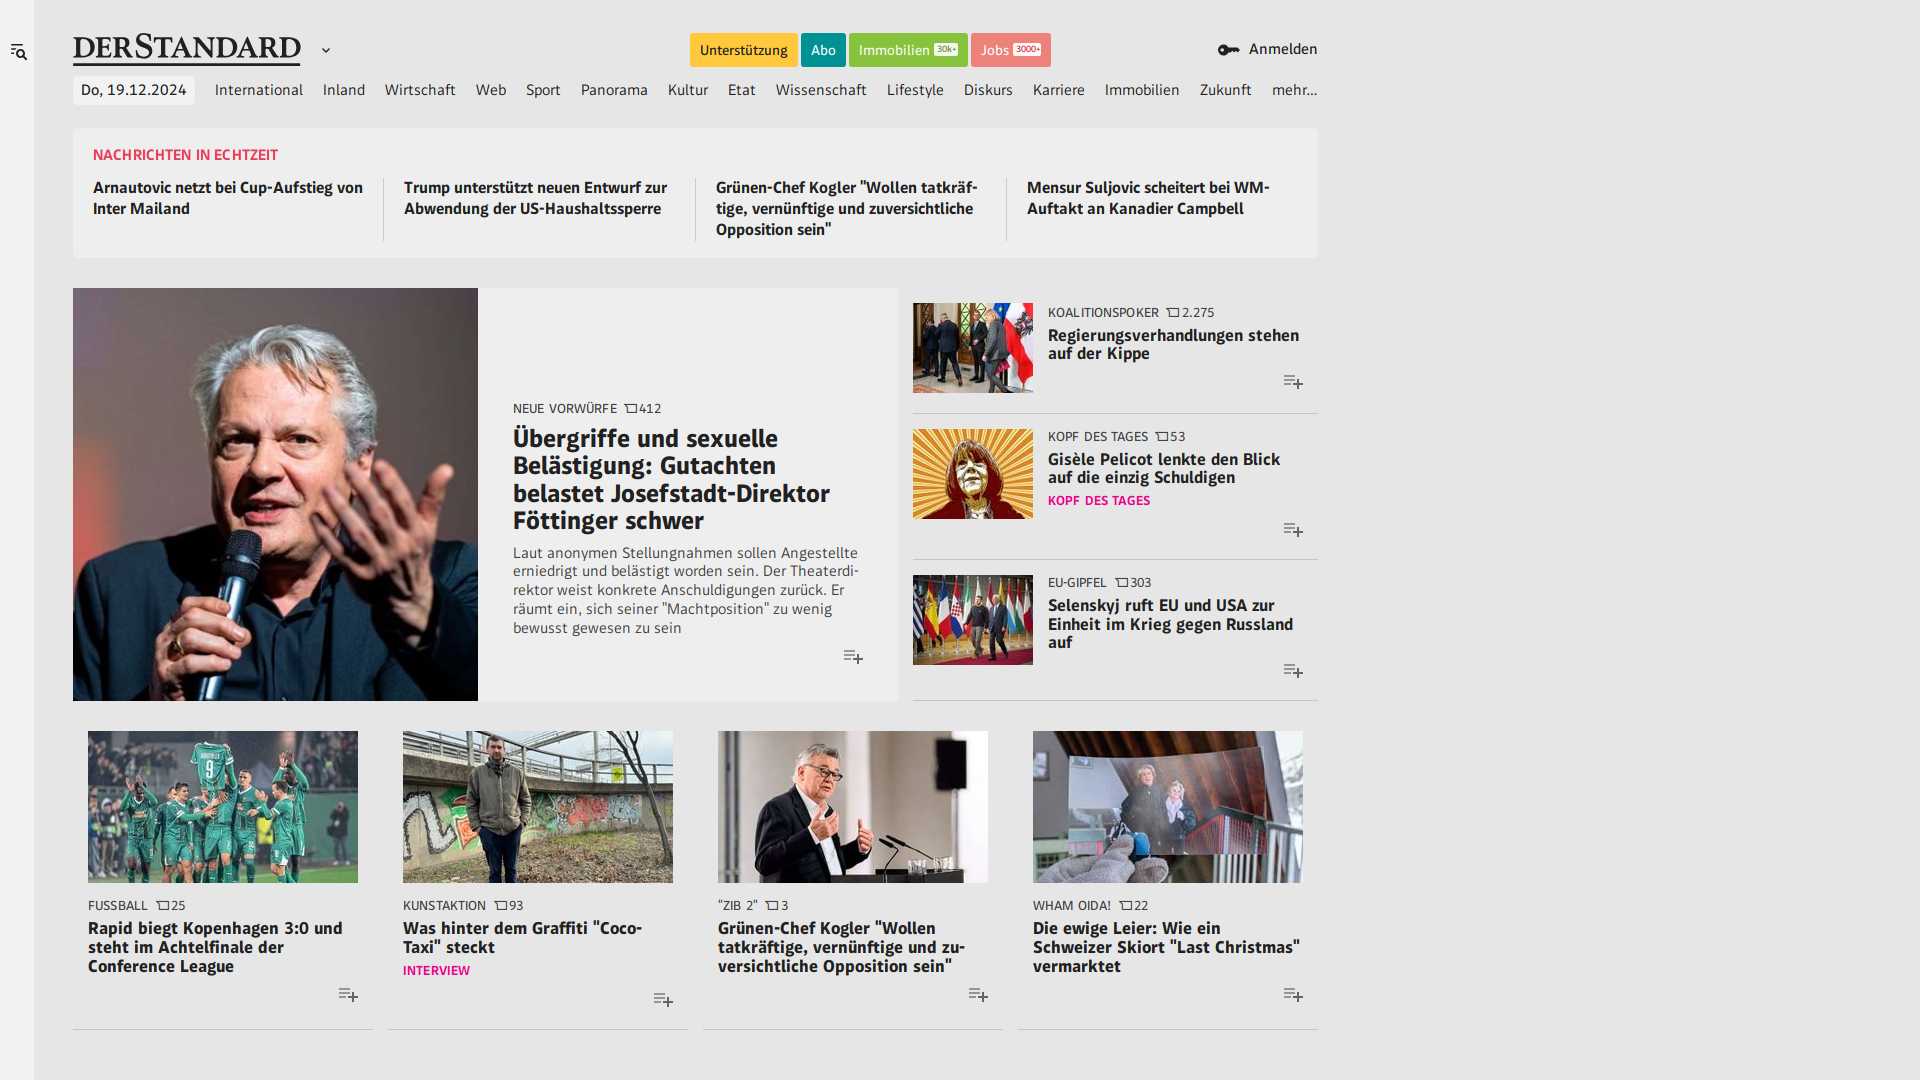 DERSTANDARD
Unterstützung
Abo
Immobilien 30k+
Jobs 3000+
Anmelden
Do, 19.12.2024
International
Inland
Wirtschaft
Web
Sport
Panorama
Kultur
Etat
Wissenschaft
Lifestyle
Diskurs
Karriere
Immobilien
Zukunft
mehr...
NACHRICHTEN IN ECHTZEIT
Arnautovic netzt bei Cup-Aufstieg von
Inter Mailand
Trump unterstützt neuen Entwurf zur
Abwendung der US-Haushaltssperre
Grünen-Chef Kogler "Wollen tatkräf-
tige, vernünftige und zuversichtliche
Opposition sein"
Mensur Suljovic scheitert bei WM-
Auftakt an Kanadier Campbell
NEUE VORWÜRFE 412
Übergriffe und sexuelle
Belästigung: Gutachten
belastet Josefstadt-Direktor
Föttinger schwer
Laut anonymen Stellungnahmen sollen Angestellte
erniedrigt und belästigt worden sein. Der Theaterdi-
rektor weist konkrete Anschuldigungen zurück. Er
räumt ein, sich seiner "Machtposition" zu wenig
bewusst gewesen zu sein
KOALITIONSPOKER 2.275
Regierungsverhandlungen stehen
auf der Kippe
KOPF DES TAGES 53
Gisèle Pelicot lenkte den Blick
auf die einzig Schuldigen
KOPF DES TAGES
EU-GIPFEL 303
Selenskyj ruft EU und USA zur
Einheit im Krieg gegen Russland
auf
9
FUSSBALL 25
Rapid biegt Kopenhagen 3:0 und
steht im Achtelfinale der
Conference League
KUNSTAKTION 93
Was hinter dem Graffiti "Coco-
Taxi" steckt
INTERVIEW
"ZIB 2" 3
Grünen-Chef Kogler "Wollen
tatkräftige, vernünftige und zu-
versichtliche Opposition sein"
WHAM OIDA! 22
Die ewige Leier: Wie ein
Schweizer Skiort "Last Christmas"
vermarktet